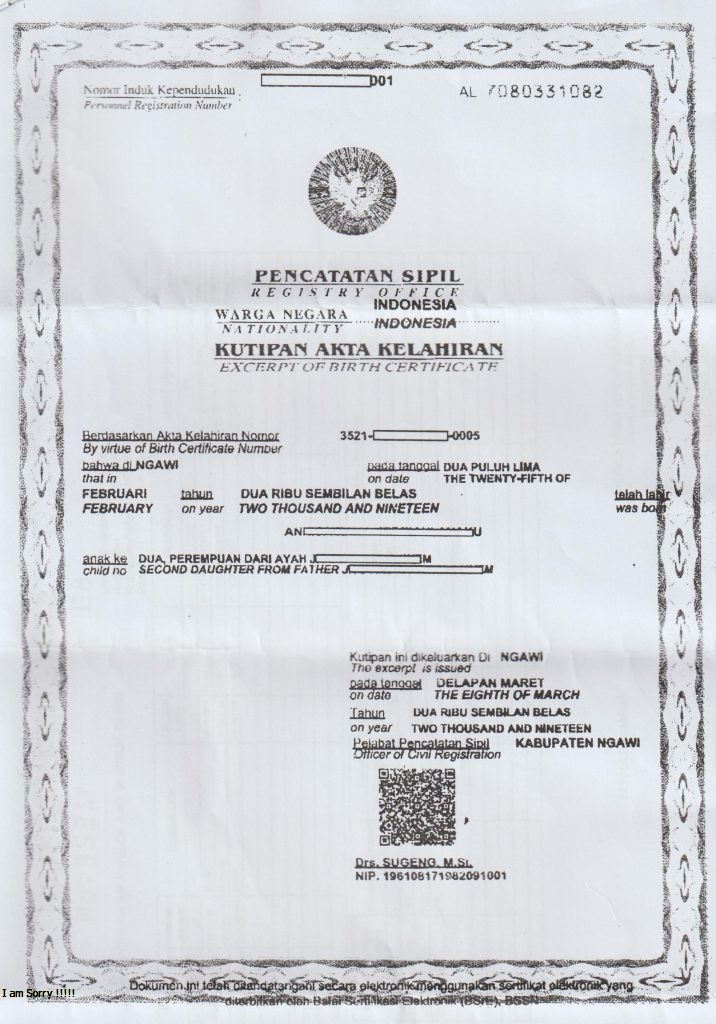 Nomor Induk Kependudukan : 001
Personnel Registration Number
AL 7080331082
PENCATATAN SIPIL
REGISTRY OFFICE
WARGA NEGARA INDONESIA
NATIONALITY INDONESIA
KUTIPAN AKTA KELAHIRAN
EXCERPT OF BIRTH CERTIFICATE
Berdasarkan Akta Kelahiran Nomor 3521- -0005
By virtue of Birth Certificate Number
bahwa di NGAWI pada tanggal DUA PULUH LIMA
that in on date THE TWENTY-FIFTH OF
FEBRUARI tahun DUA RIBU SEMBILAN BELAS telah lahir
FEBRUARY on year TWO THOUSAND AND NINETEEN was born
AN U
anak ke DUA, PEREMPUAN DARI AYAH J M
child no SECOND DAUGHTER FROM FATHER J M
Kutipan ini dikeluarkan Di NGAWI
The excerpt is issued
pada tanggal DELAPAN MARET
on date THE EIGHTH OF MARCH
Tahun DUA RIBU SEMBILAN BELAS
on year TWO THOUSAND AND NINETEEN
Pejabat Pencatatan Sipil KABUPATEN NGAWI
Officer of Civil Registration
Drs. SUGENG, M.Si.
NIP. 196108171982091001
I am Sorry !!!!!
Dokumen ini telah ditandatangani secara elektronik menggunakan sertifikat elektronik yang
diterbitkan oleh Balai Sertifikasi Elektronik (BSrE), BSSN